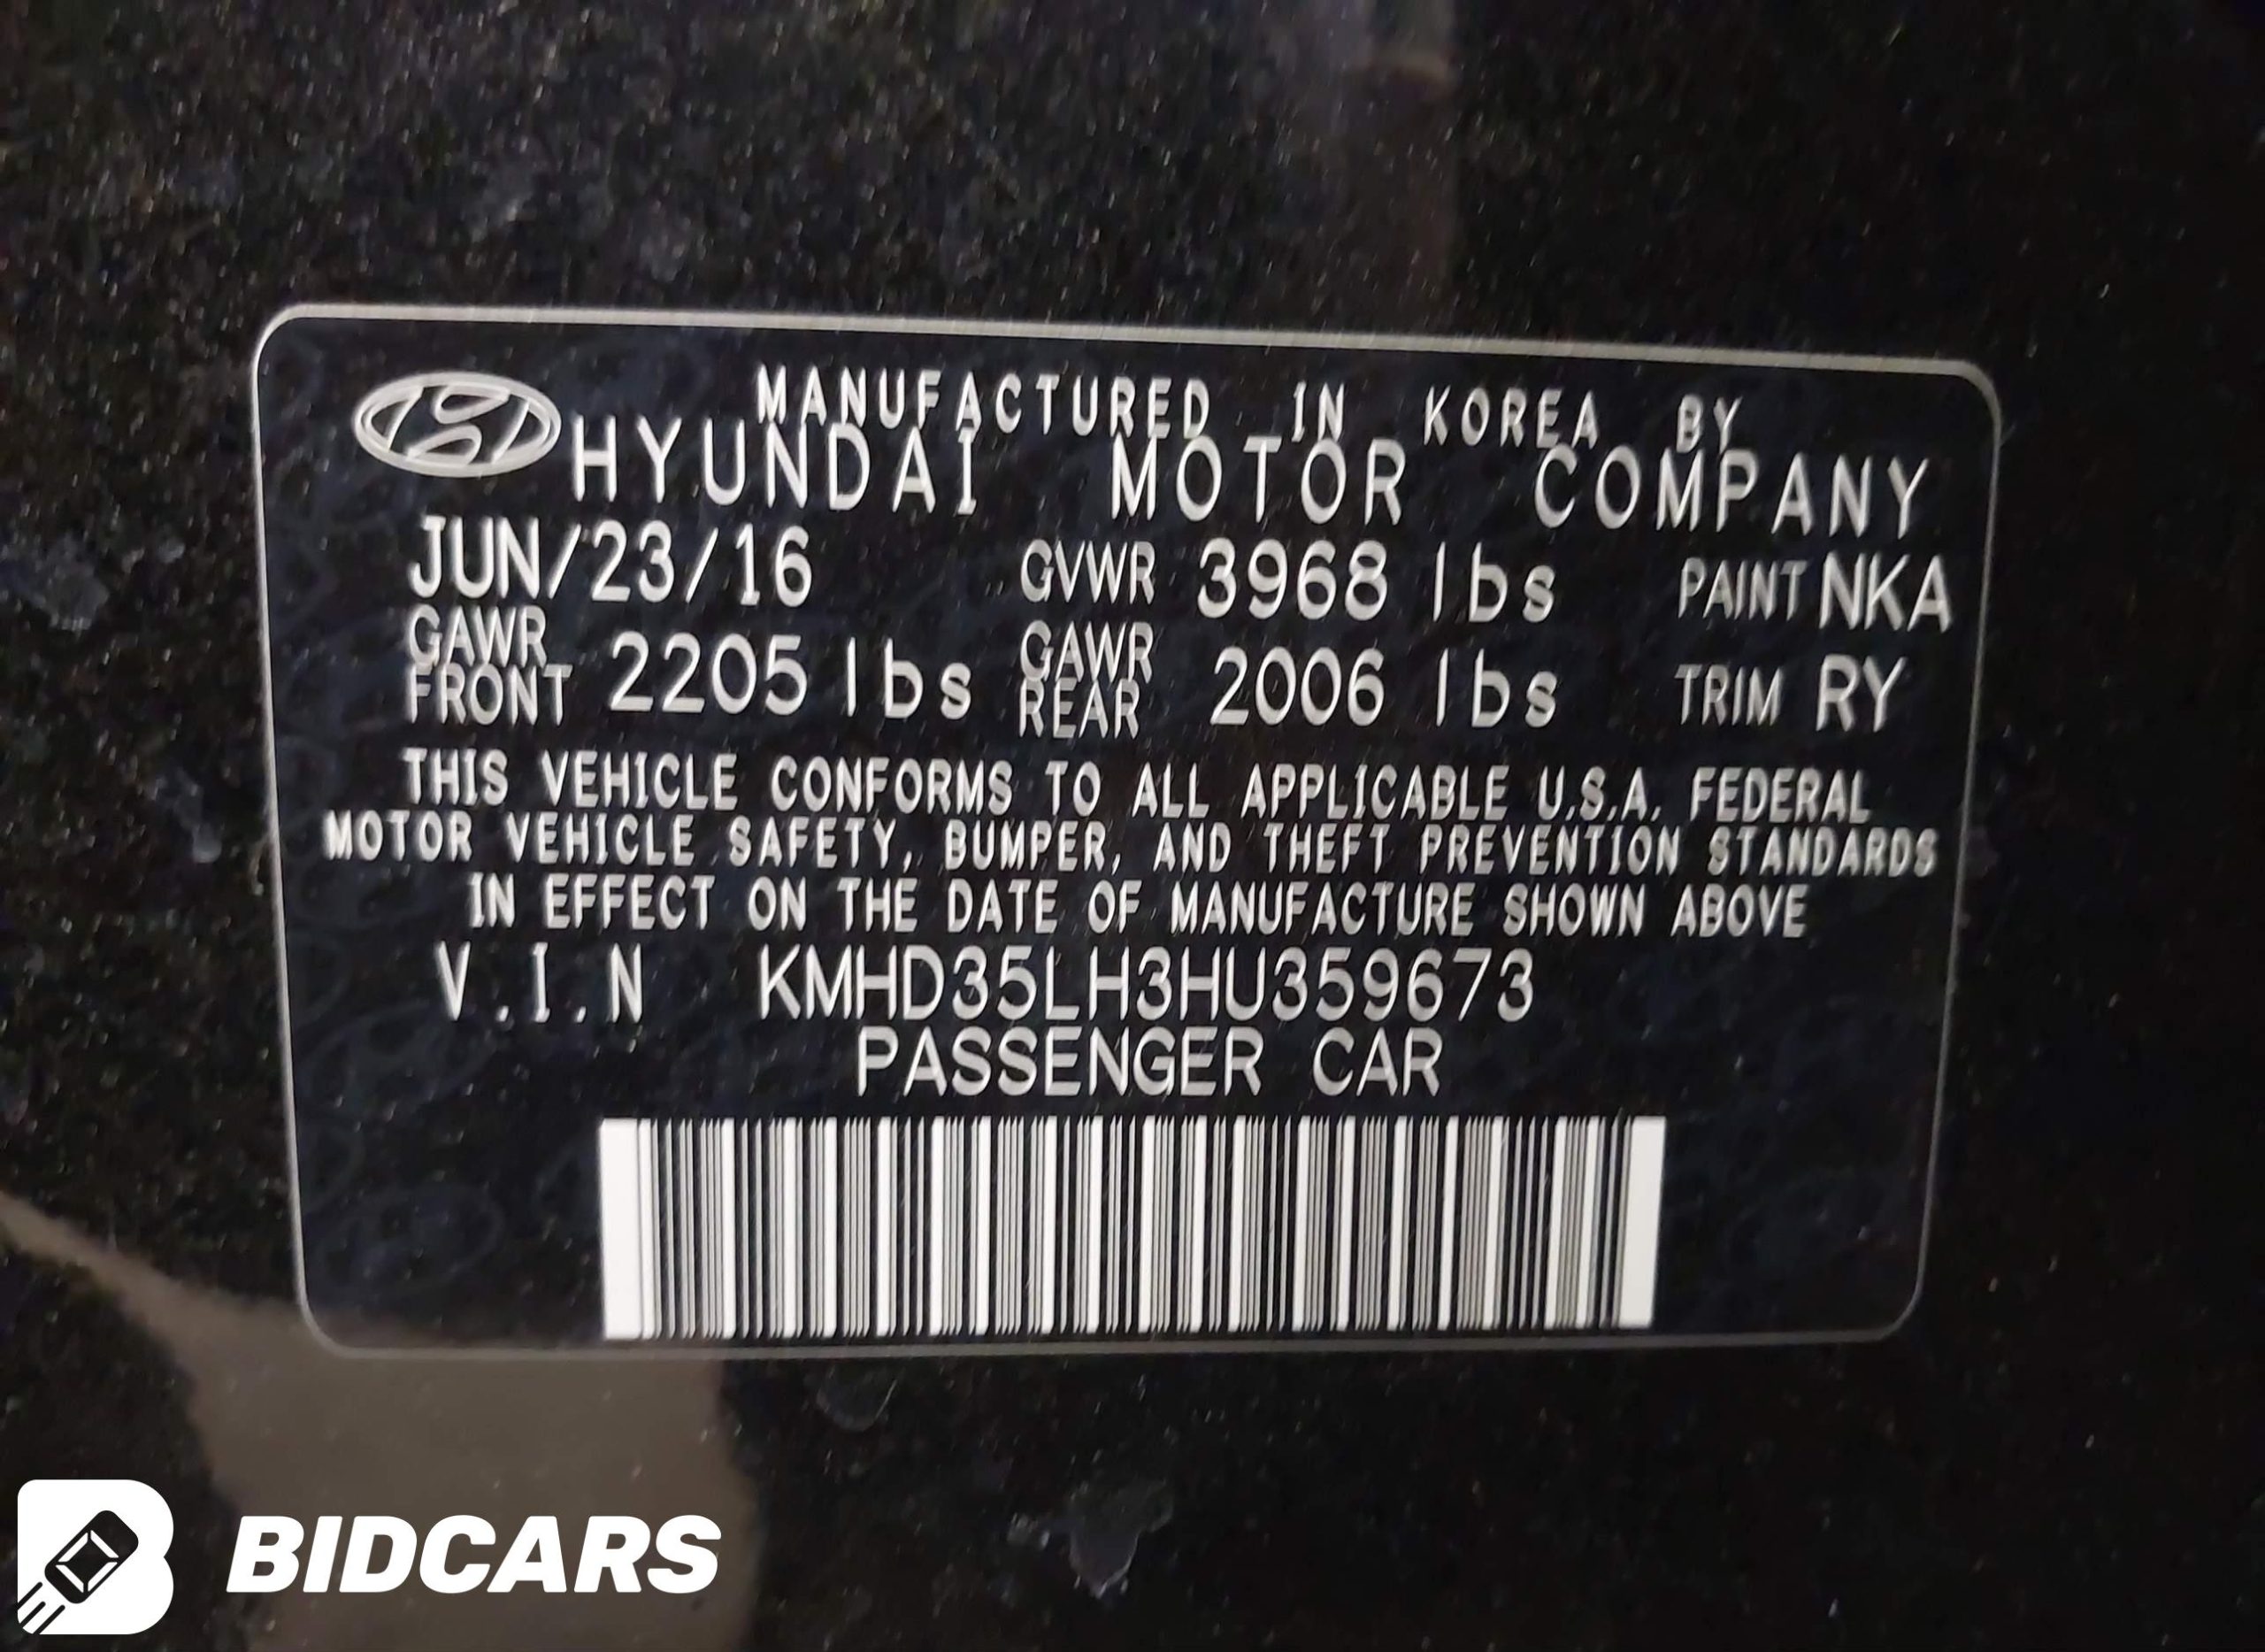 MANUFACTURED IN KOREA BY
HYUNDAI MOTOR COMPANY
JUN/23/16 GVWR 3968 lbs PAINT NKA
GAWR FRONT 2205 lbs GAWR REAR 2006 lbs TRIM RY
THIS VEHICLE CONFORMS TO ALL APPLICABLE U.S.A. FEDERAL
MOTOR VEHICLE SAFETY, BUMPER, AND THEFT PREVENTION STANDARDS
IN EFFECT ON THE DATE OF MANUFACTURE SHOWN ABOVE
V.I.N KMHD35LH3HU359673
PASSENGER CAR
BIDCARS